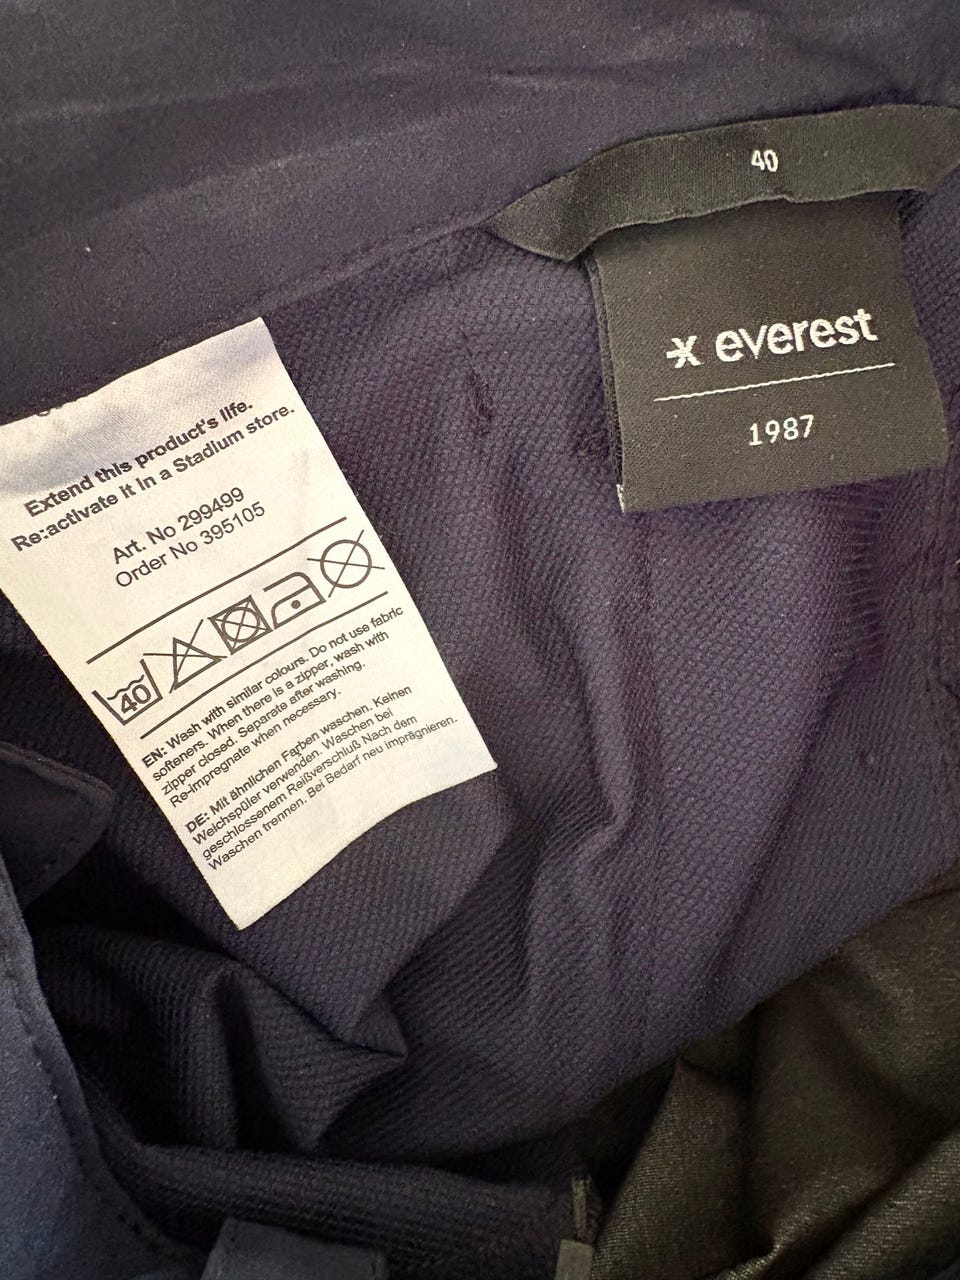 40
everest
1987
Extend this product's life.
Re:activate it in a Stadium store.
Art. No 299499
Order No 395105
40
EN: Wash with similar colours. Do not use fabric
softeners. When there is a zipper, wash with
zipper closed. Separate after washing.
Re-impregnate when necessary.
DE: Mit ähnlichen Farben waschen. Keinen
Weichspüler verwenden. Waschen bei
geschlossenem Reißverschluß Nach dem
Waschen trennen. Bei Bedarf neu imprägnieren.